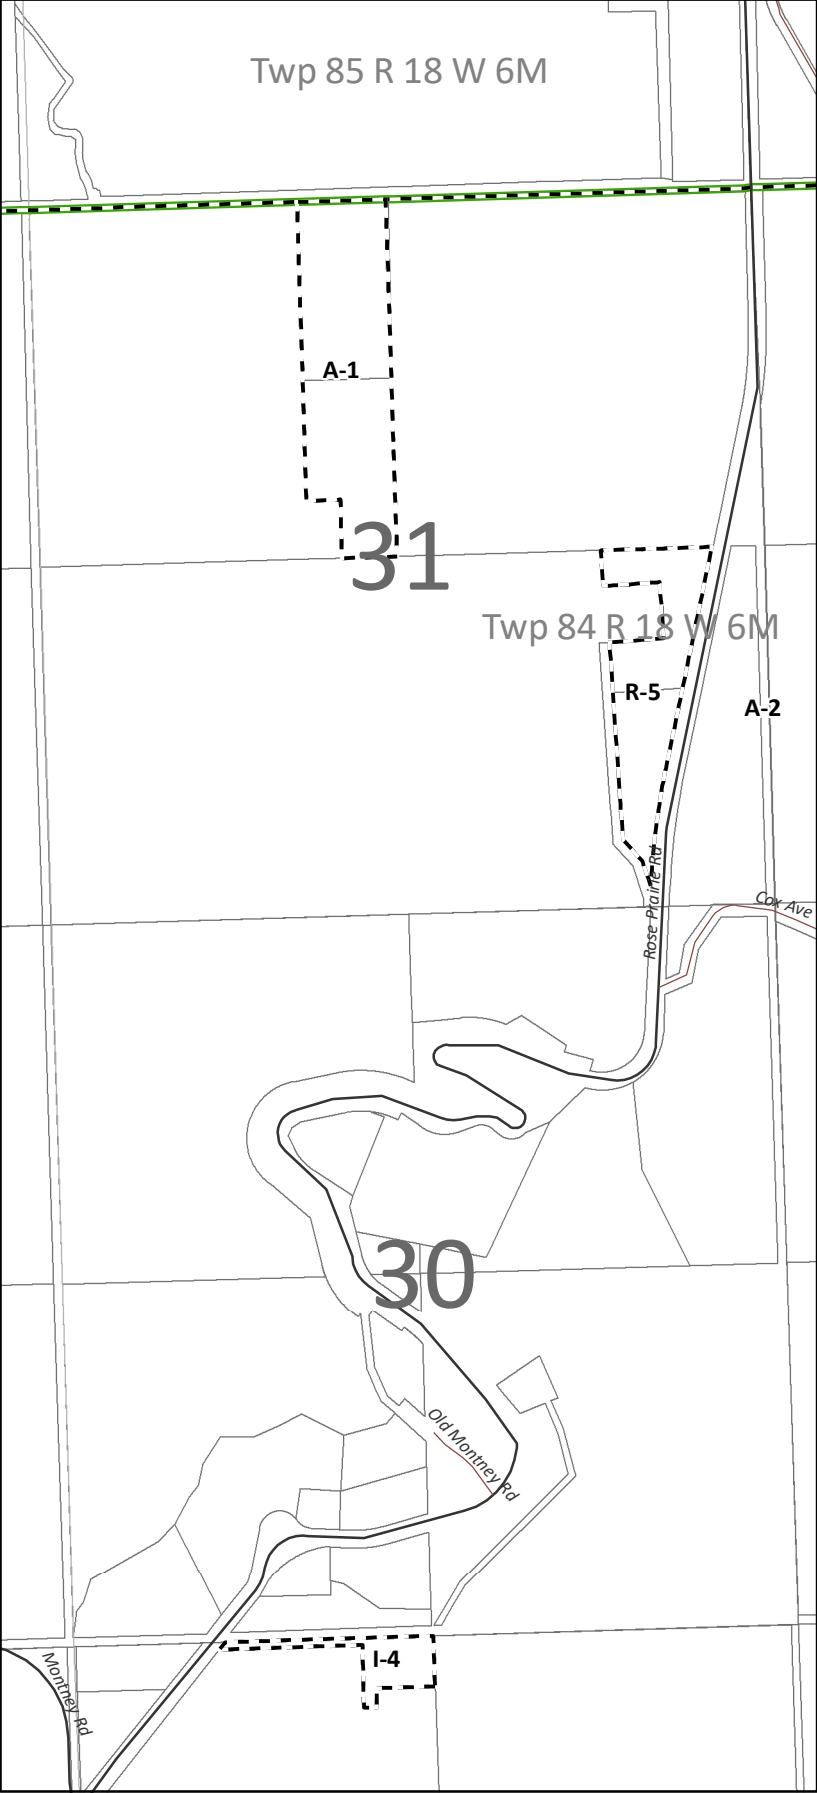 Twp 85 R 18 W 6M
A-1
31
Twp 84 R 18 W 6M
R-5
A-2
Rose Prairie Rd
Cox Ave
30
Old Montney Rd
I-4
Montney Rd